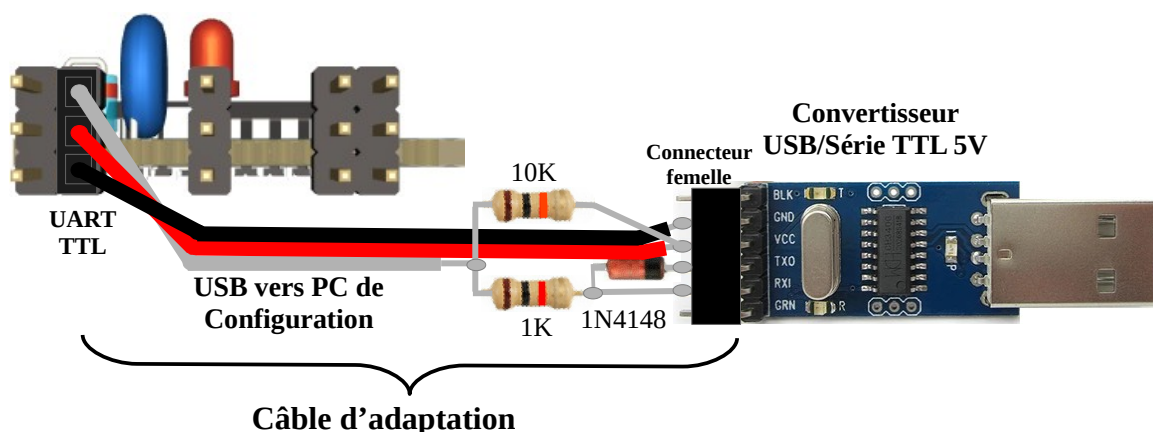 Convertisseur
USB/Série TTL 5V
Connecteur
femelle
10K
BLK
T
GND
VCC
TXO
RXI
GRN
R
P
UART
TTL
USB vers PC de
Configuration
1K
1N4148
Câble d’adaptation